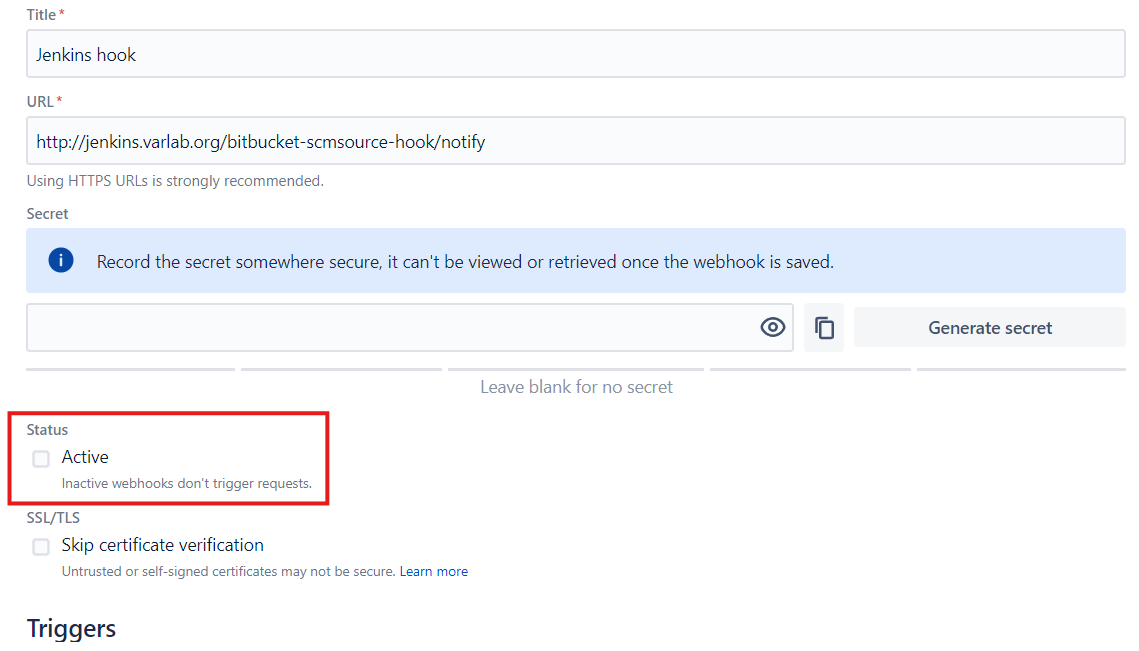 Title *
Jenkins hook
URL *
http://jenkins.varlab.org/bitbucket-scmsource-hook/notify
Using HTTPS URLs is strongly recommended.
Secret
Record the secret somewhere secure, it can't be viewed or retrieved once the webhook is saved.
Generate secret
Leave blank for no secret
Status
Active
Inactive webhooks don't trigger requests.
SSL/TLS
Skip certificate verification
Untrusted or self-signed certificates may not be secure. Learn more
Triggers